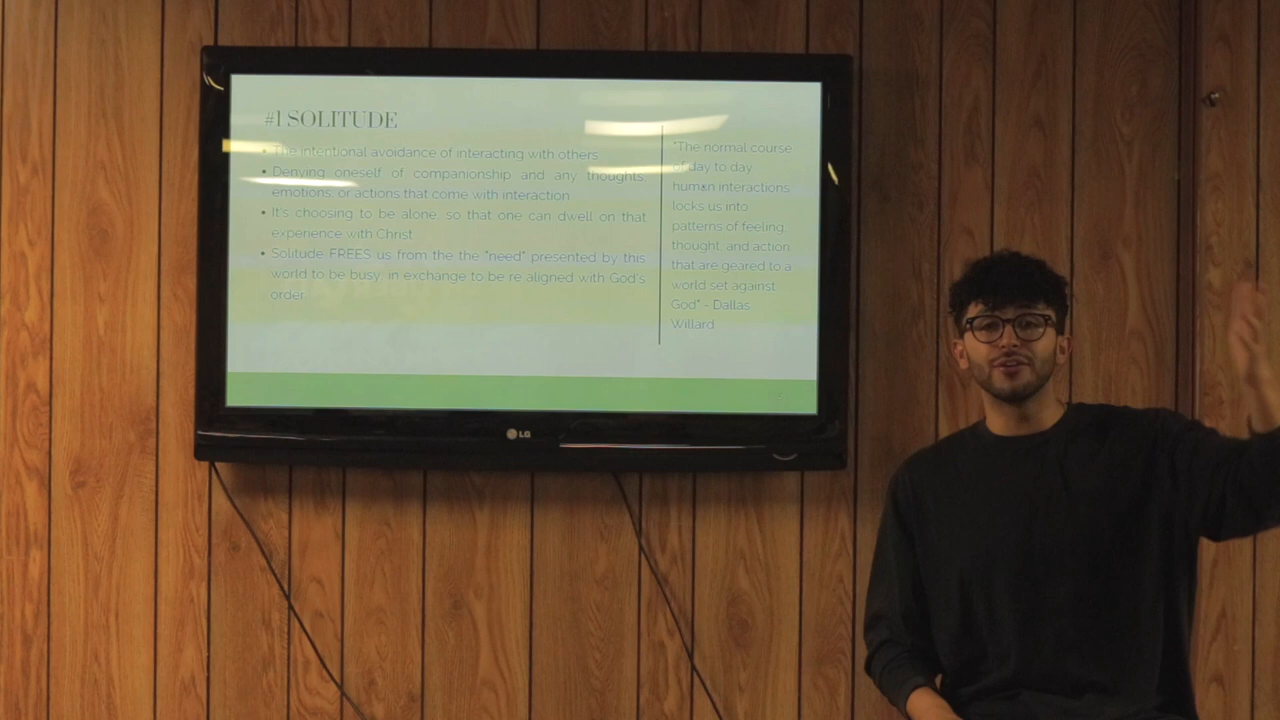 #1 SOLITUDE
• The intentional avoidance of interacting with others
• Denying oneself of companionship and any thoughts,
emotions, or actions that come with interaction
• It's choosing to be alone, so that one can dwell on that
experience with Christ
• Solitude FREES us from the the "need" presented by this
world to be busy, in exchange to be re aligned with God's
order
"The normal course
of day to day
human interactions
locks us into
patterns of feeling,
thought, and action
that are geared to a
world set against
God" - Dallas
Willard
LG